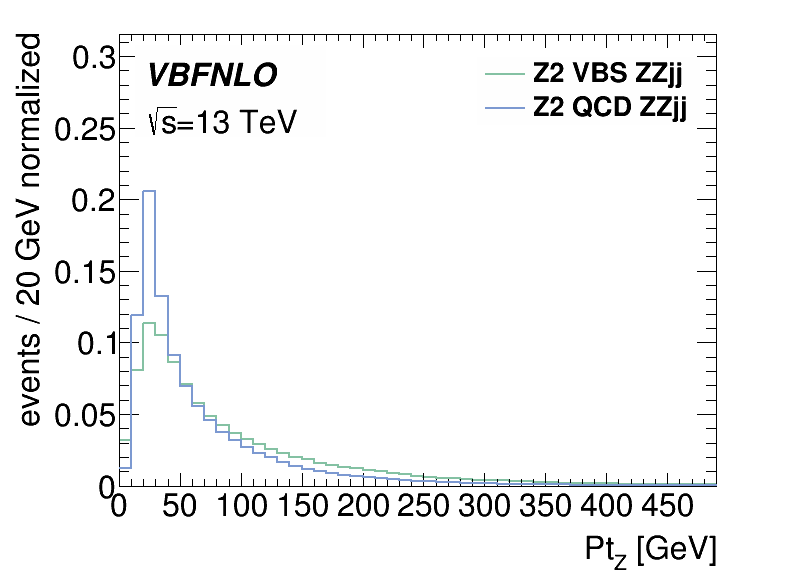 events / 20 GeV normalized
0.3
0.25
0.2
0.15
0.1
0.05
0
VBFNLO
√s=13 TeV
Z2 VBS ZZjj
Z2 QCD ZZjj
0 50 100 150 200 250 300 350 400 450
Pt_Z [GeV]